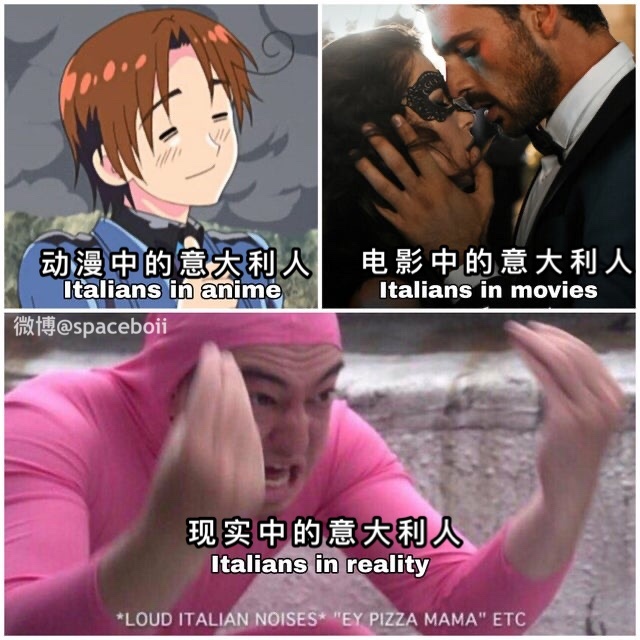 动漫中的意大利人
Italians in anime
电影中的意大利人
Italians in movies
微博@spaceboii
现实中的意大利人
Italians in reality
*LOUD ITALIAN NOISES* "EY PIZZA MAMA" ETC